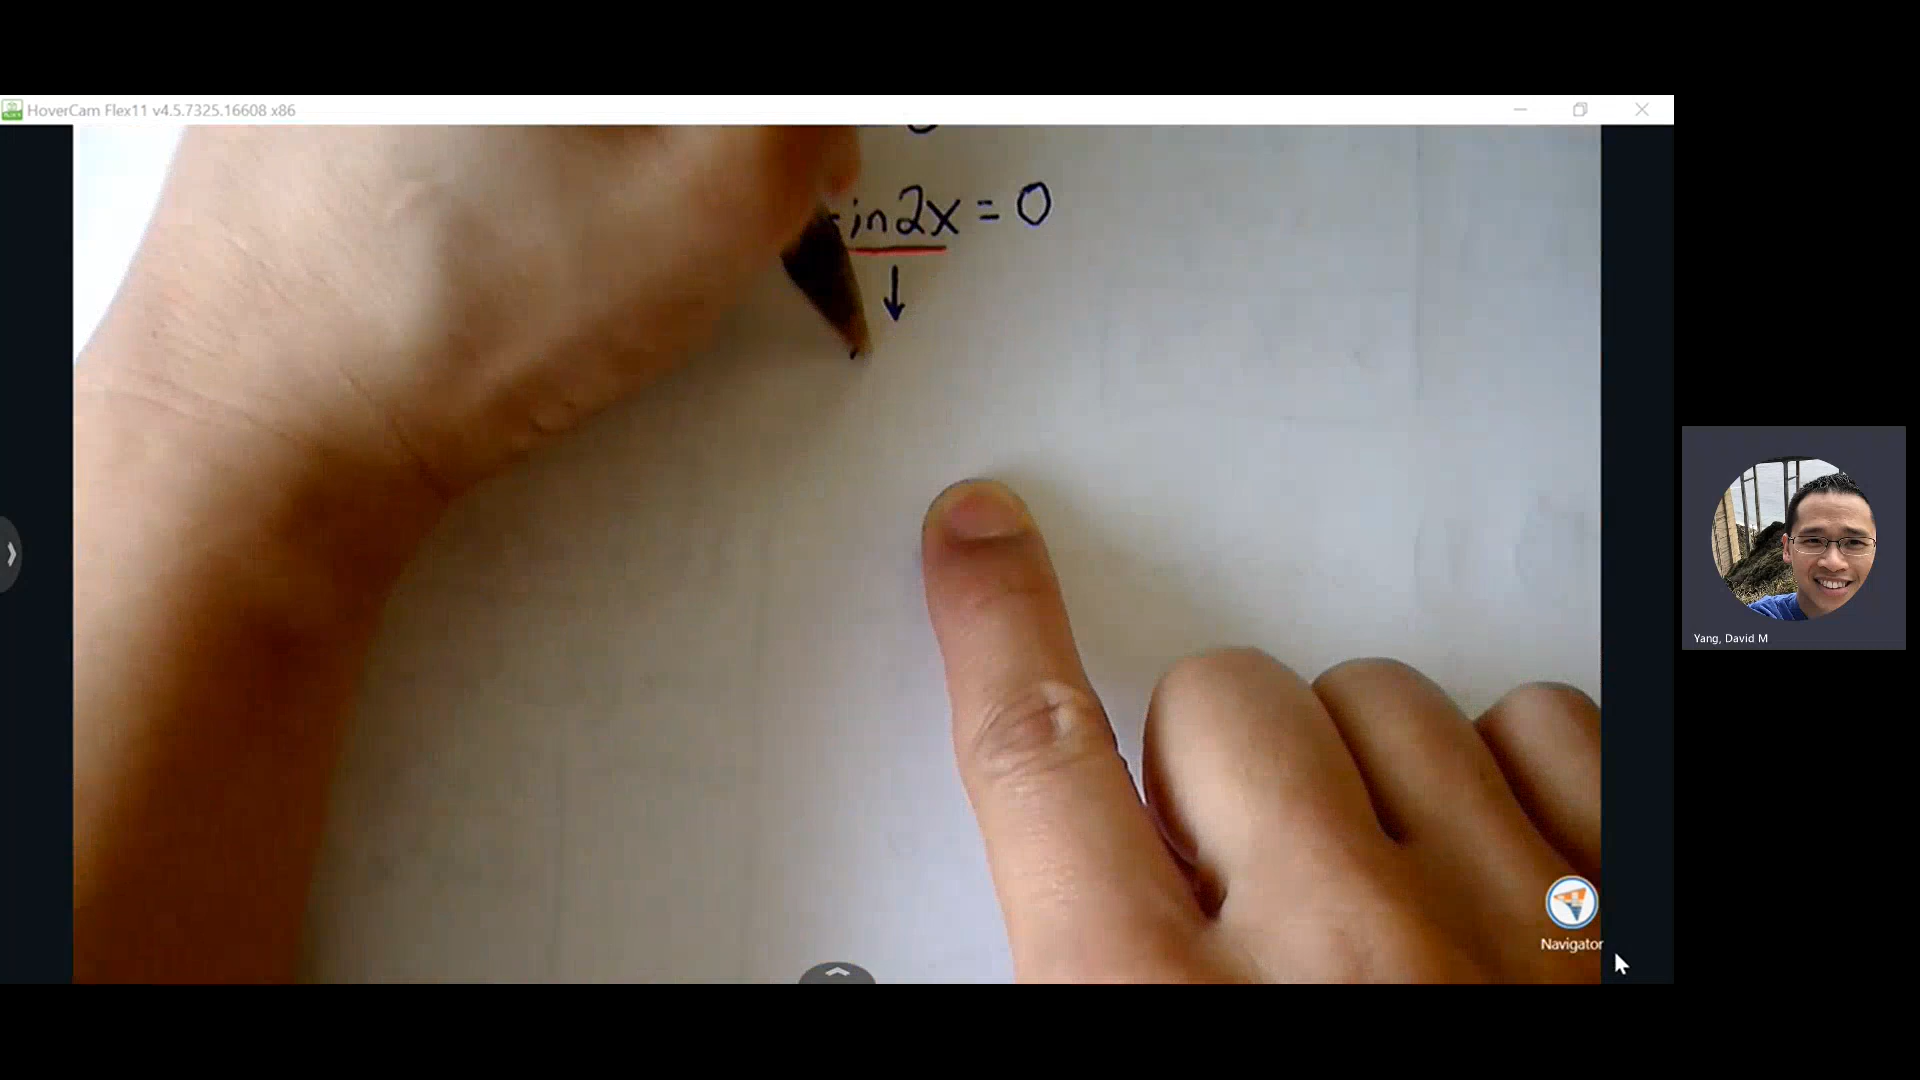 HoverCam Flex11 v4.5.7325.16608 x86
in2x = 0
Navigator
Yang, David M